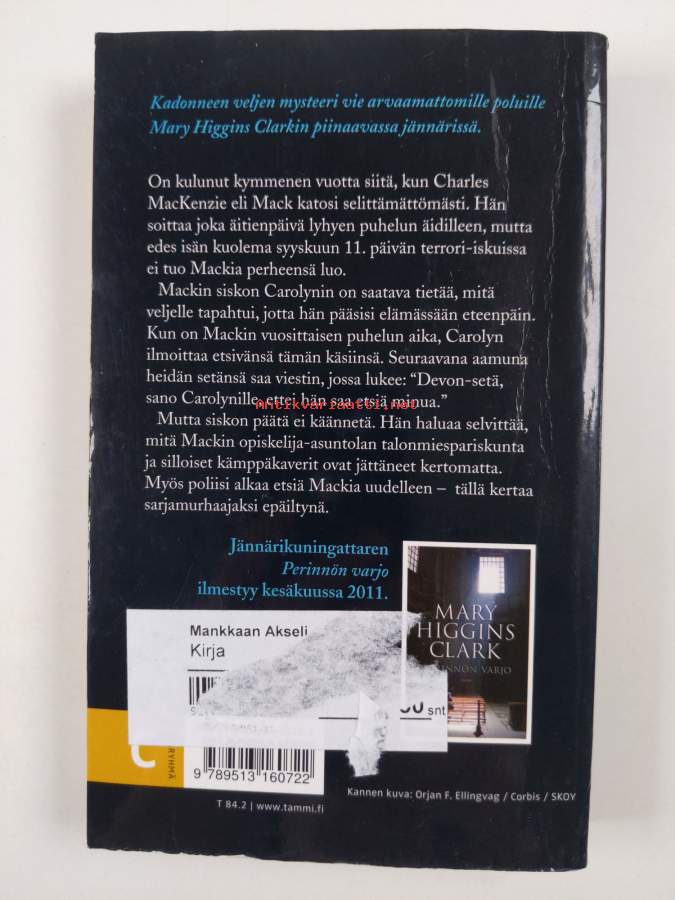 Kadonneen veljen mysteeri vie arvaamattomille poluille
Mary Higgins Clarkin piinaavassa jännärissä.
On kulunut kymmenen vuotta siitä, kun Charles
MacKenzie eli Mack katosi selittämättömästi. Hän
soittaa joka äitienpäivä lyhyen puhelun äidilleen, mutta
edes isän kuolema syyskuun 11. päivän terrori-iskuissa
ei tuo Mackia perheensä luo.
Mackin siskon Carolynin on saatava tietää, mitä
veljelle tapahtui, jotta hän pääsisi elämässään eteenpäin.
Kun on Mackin vuosittaisen puhelun aika, Carolyn
ilmoittaa etsivänsä tämän käsiinsä. Seuraavana aamuna
heidän setänsä saa viestin, jossa lukee: “Devon-setä,
sano Carolynille, ettei hän saa etsiä minua.”
antikvariaatti.net
Mutta siskon päätä ei käännetä. Hän haluaa selvittää,
mitä Mackin opiskelija-asuntolan talonmiespariskunta
ja silloiset kämppäkaverit ovat jättäneet kertomatta.
Myös poliisi alkaa etsiä Mackia uudelleen – tällä kertaa
sarjamurhaajaksi epäiltynä.
Jännärikuningattaren
Perinnön varjo
ilmestyy kesäkuussa 2011.
MARY
HIGGINS
CLARK
VARJO
Mankkaan Akseli
Kirja
snt
RYHMÄ
9 789513 160722
T 84.2 | www.tammi.fi
Kannen kuva: Orjan F. Ellingvag / Corbis / SKOY